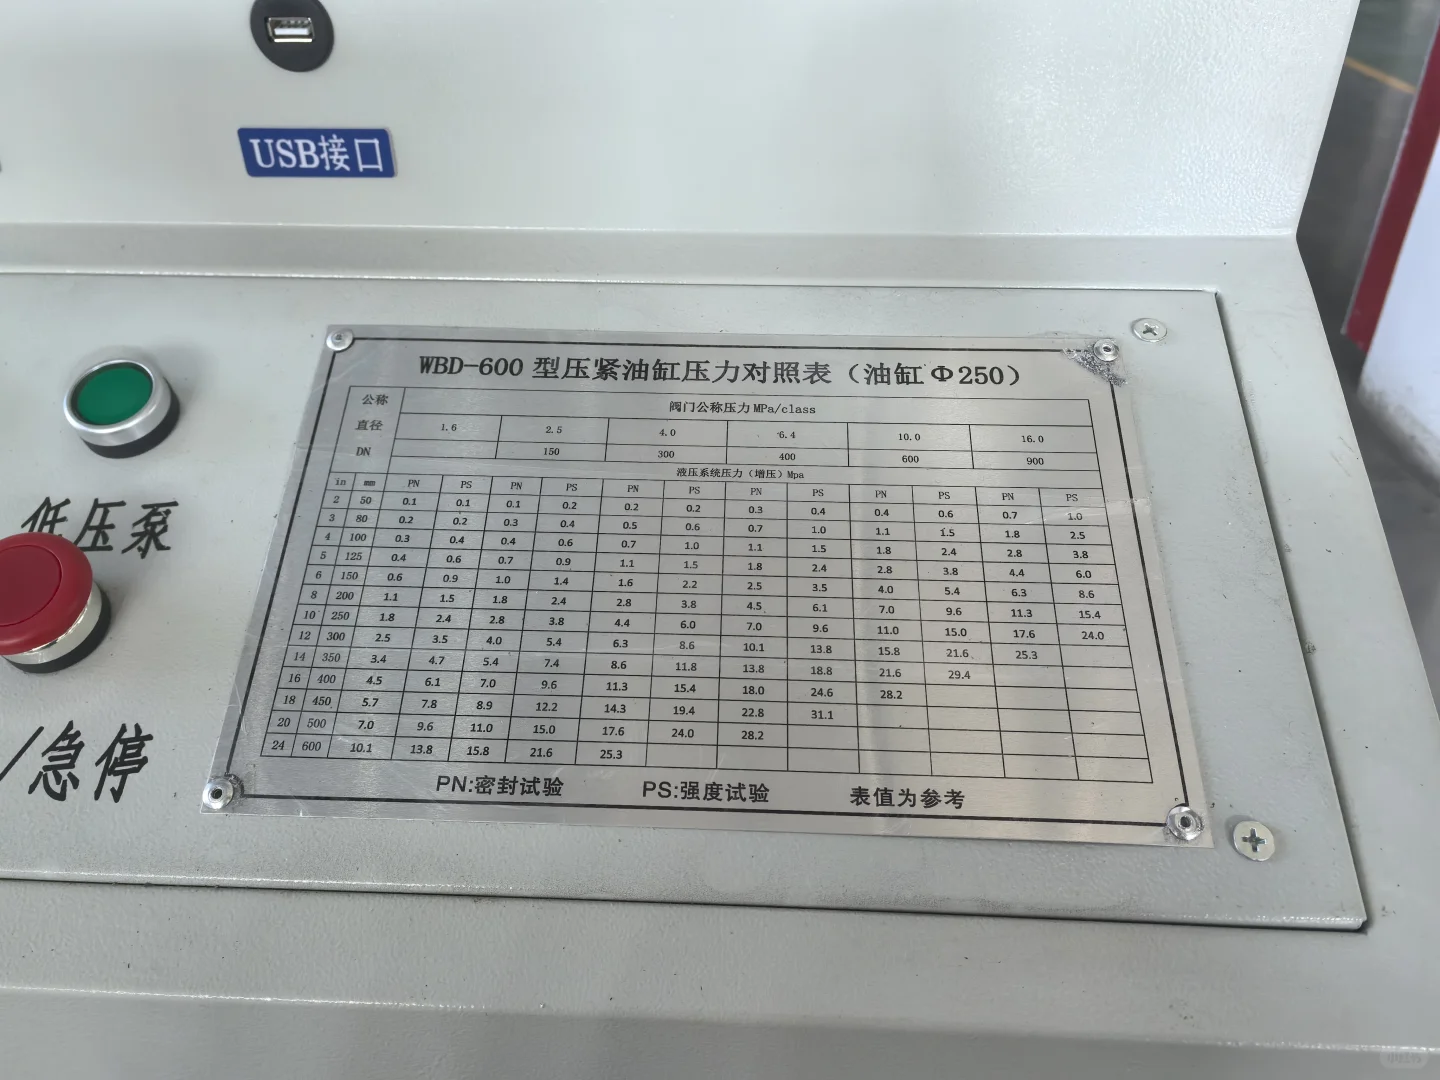 USB接口
低压泵
/急停
WBD-600 型压紧油缸压力对照表（油缸Φ250）
公称直径DN 阀门公称压力MPa/class
1.6 2.5 4.0 6.4 10.0 16.0
150 300 400 600 900
液压系统压力（增压）Mpa
in mm PN PS PN PS PN PS PN PS PN PS PN PS
2 50 0.1 0.1 0.1 0.2 0.2 0.2 0.3 0.4 0.4 0.6 0.7 1.0
3 80 0.2 0.2 0.3 0.4 0.5 0.6 0.7 1.0 1.1 1.5 1.8 2.5
4 100 0.3 0.4 0.4 0.6 0.7 1.0 1.1 1.5 1.8 2.4 2.8 3.8
5 125 0.4 0.6 0.7 0.9 1.1 1.5 1.8 2.4 2.8 3.8 4.4 6.0
6 150 0.6 0.9 1.0 1.4 1.6 2.2 2.5 3.5 4.0 5.4 6.3 8.6
8 200 1.1 1.5 1.8 2.4 2.8 3.8 4.5 6.1 7.0 9.6 11.3 15.4
10 250 1.8 2.4 2.8 3.8 4.4 6.0 7.0 9.6 11.0 15.0 17.6 24.0
12 300 2.5 3.5 4.0 5.4 6.3 8.6 10.1 13.8 15.8 21.6 25.3
14 350 3.4 4.7 5.4 7.4 8.6 11.8 13.8 18.8 21.6 29.4
16 400 4.5 6.1 7.0 9.6 11.3 15.4 18.0 24.6 28.2
18 450 5.7 7.8 8.9 12.2 14.3 19.4 22.8 31.1
20 500 7.0 9.6 11.0 15.0 17.6 24.0 28.2
24 600 10.1 13.8 15.8 21.6 25.3
PN:密封试验 PS:强度试验 表值为参考